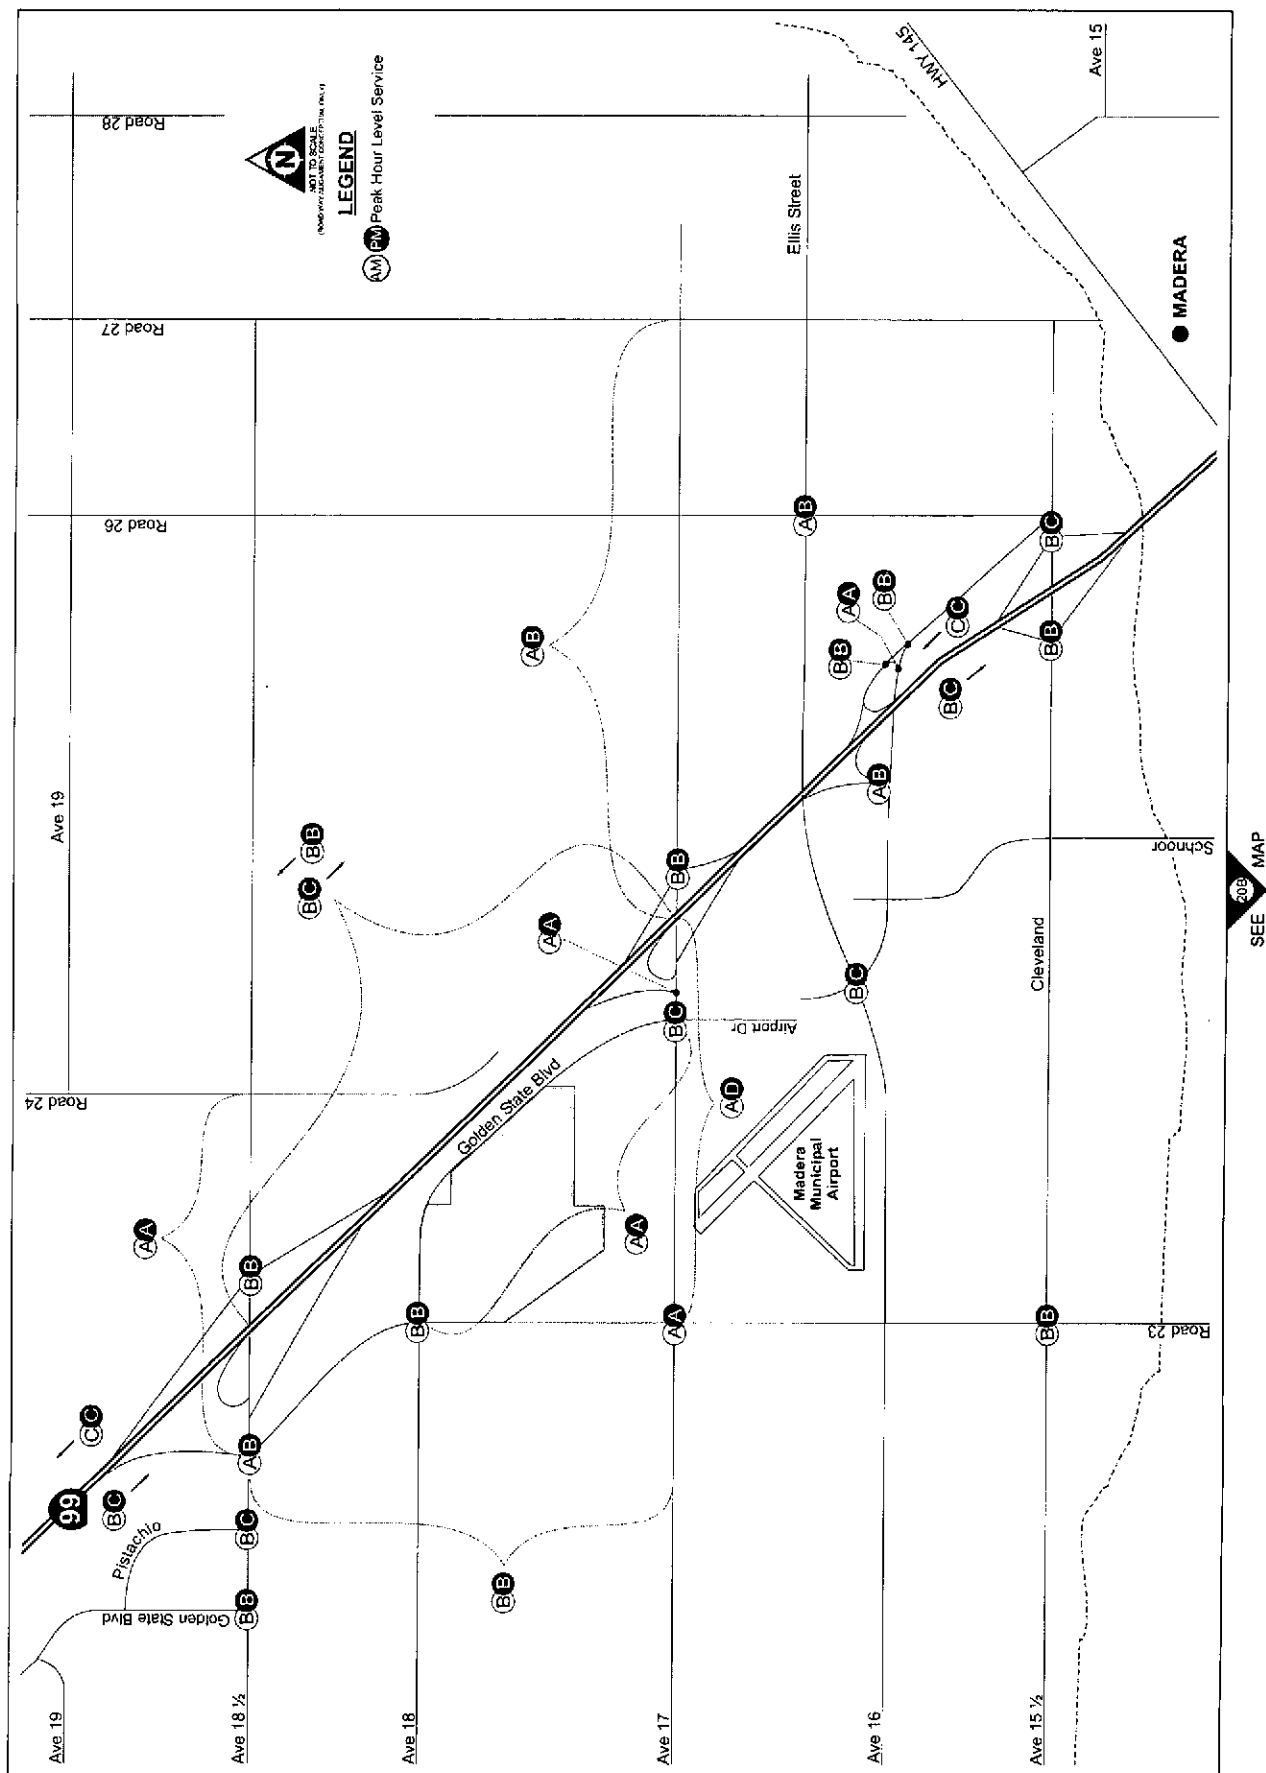 Road 28
N
NOT TO SCALE
LEGEND
AM PM Peak Hour Level Service
HWY 145
Ave 15
Ellis Street
Road 27
MADERA
Road 26
A B
B C
A B
A A
B B
B B
C C
B B
B C
A B
Ave 19
B B
B C
B B
A A
Schnoor
B C
B C
Cleveland
Airport Dr
SEE 20B MAP
Road 24
Golden State Blvd
A D
Madera
Municipal
Airport
A A
B B
A A
B B
A A
B B
Road 23
C C
99
A B
B C
B C
Pistachio
B B
B B
Golden State Blvd
Ave 19
Ave 18 ½
Ave 18
Ave 17
Ave 16
Ave 15 ½